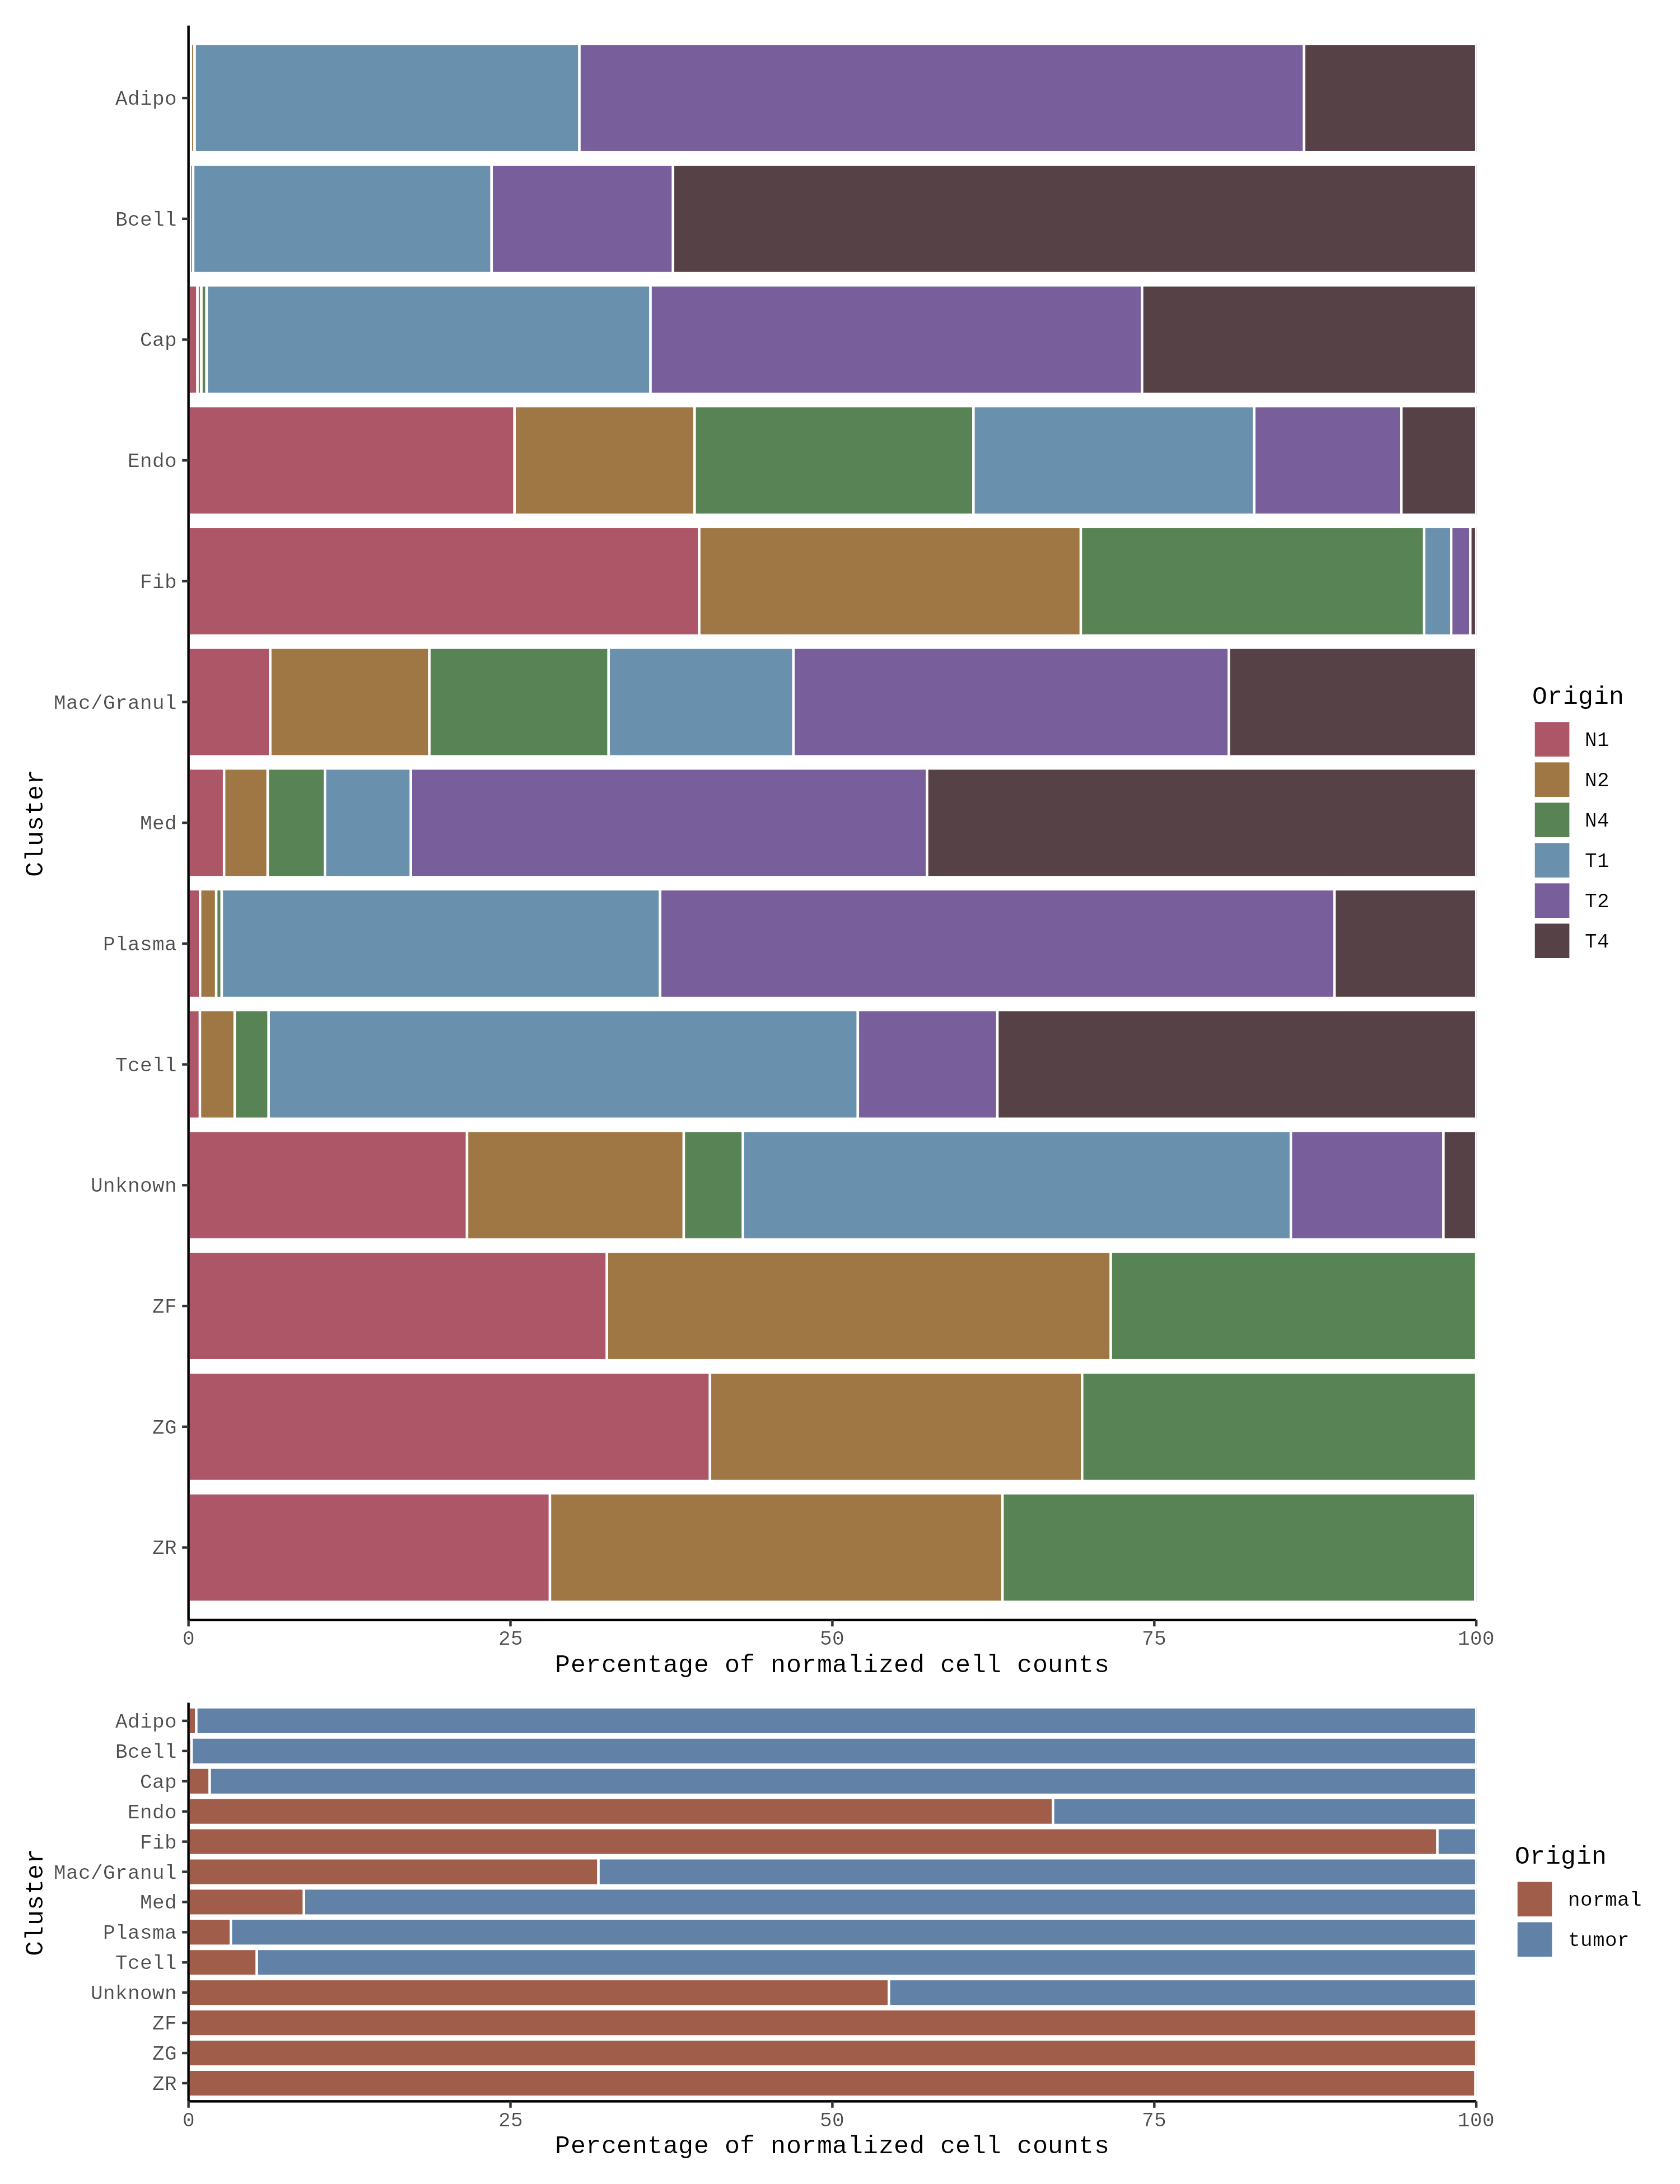 Adipo
Bcell
Cap
Endo
Fib
Mac/Granul
Med
Plasma
Tcell
Unknown
ZF
ZG
ZR
Cluster
0 25 50 75 100
Percentage of normalized cell counts
Origin
N1
N2
N4
T1
T2
T4
Adipo
Bcell
Cap
Endo
Fib
Mac/Granul
Med
Plasma
Tcell
Unknown
ZF
ZG
ZR
Cluster
0 25 50 75 100
Percentage of normalized cell counts
Origin
normal
tumor